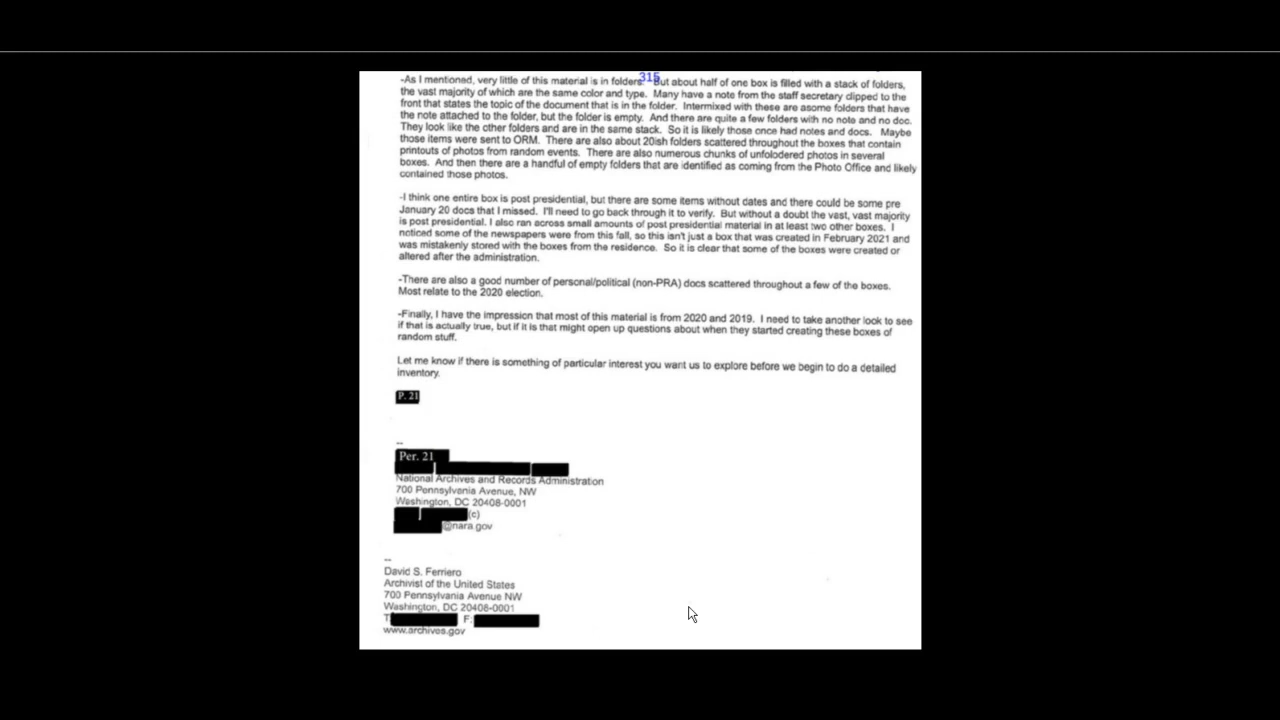 315
-As I mentioned, very little of this material is in folders. But about half of one box is filled with a stack of folders,
the vast majority of which are the same color and type. Many have a note from the staff secretary clipped to the
front that states the topic of the document that is in the folder. Intermixed with these are asome folders that have
the note attached to the folder, but the folder is empty. And there are quite a few folders with no note and no doc.
They look like the other folders and are in the same stack. So it is likely those once had notes and docs. Maybe
those items were sent to ORM. There are also about 20ish folders scattered throughout the boxes that contain
printouts of photos from random events. There are also numerous chunks of unfolodered photos in several
boxes. And then there are a handful of empty folders that are identified as coming from the Photo Office and likely
contained those photos.
-I think one entire box is post presidential, but there are some items without dates and there could be some pre
January 20 docs that I missed. I'll need to go back through it to verify. But without a doubt the vast, vast majority
is post presidential. I also ran across small amounts of post presidential material in at least two other boxes. I
noticed some of the newspapers were from this fall, so this isn't just a box that was created in February 2021 and
was mistakenly stored with the boxes from the residence. So it is clear that some of the boxes were created or
altered after the administration.
-There are also a good number of personal/political (non-PRA) docs scattered throughout a few of the boxes.
Most relate to the 2020 election.
-Finally, I have the impression that most of this material is from 2020 and 2019. I need to take another look to see
if that is actually true, but if it is that might open up questions about when they started creating these boxes of
random stuff.
Let me know if there is something of particular interest you want us to explore before we begin to do a detailed
inventory.
P. 21
--
Per. 21
National Archives and Records Administration
700 Pennsylvania Avenue, NW
Washington, DC 20408-0001
(c)
@nara.gov
--
David S. Ferriero
Archivist of the United States
700 Pennsylvania Avenue NW
Washington, DC 20408-0001
T: F:
www.archives.gov